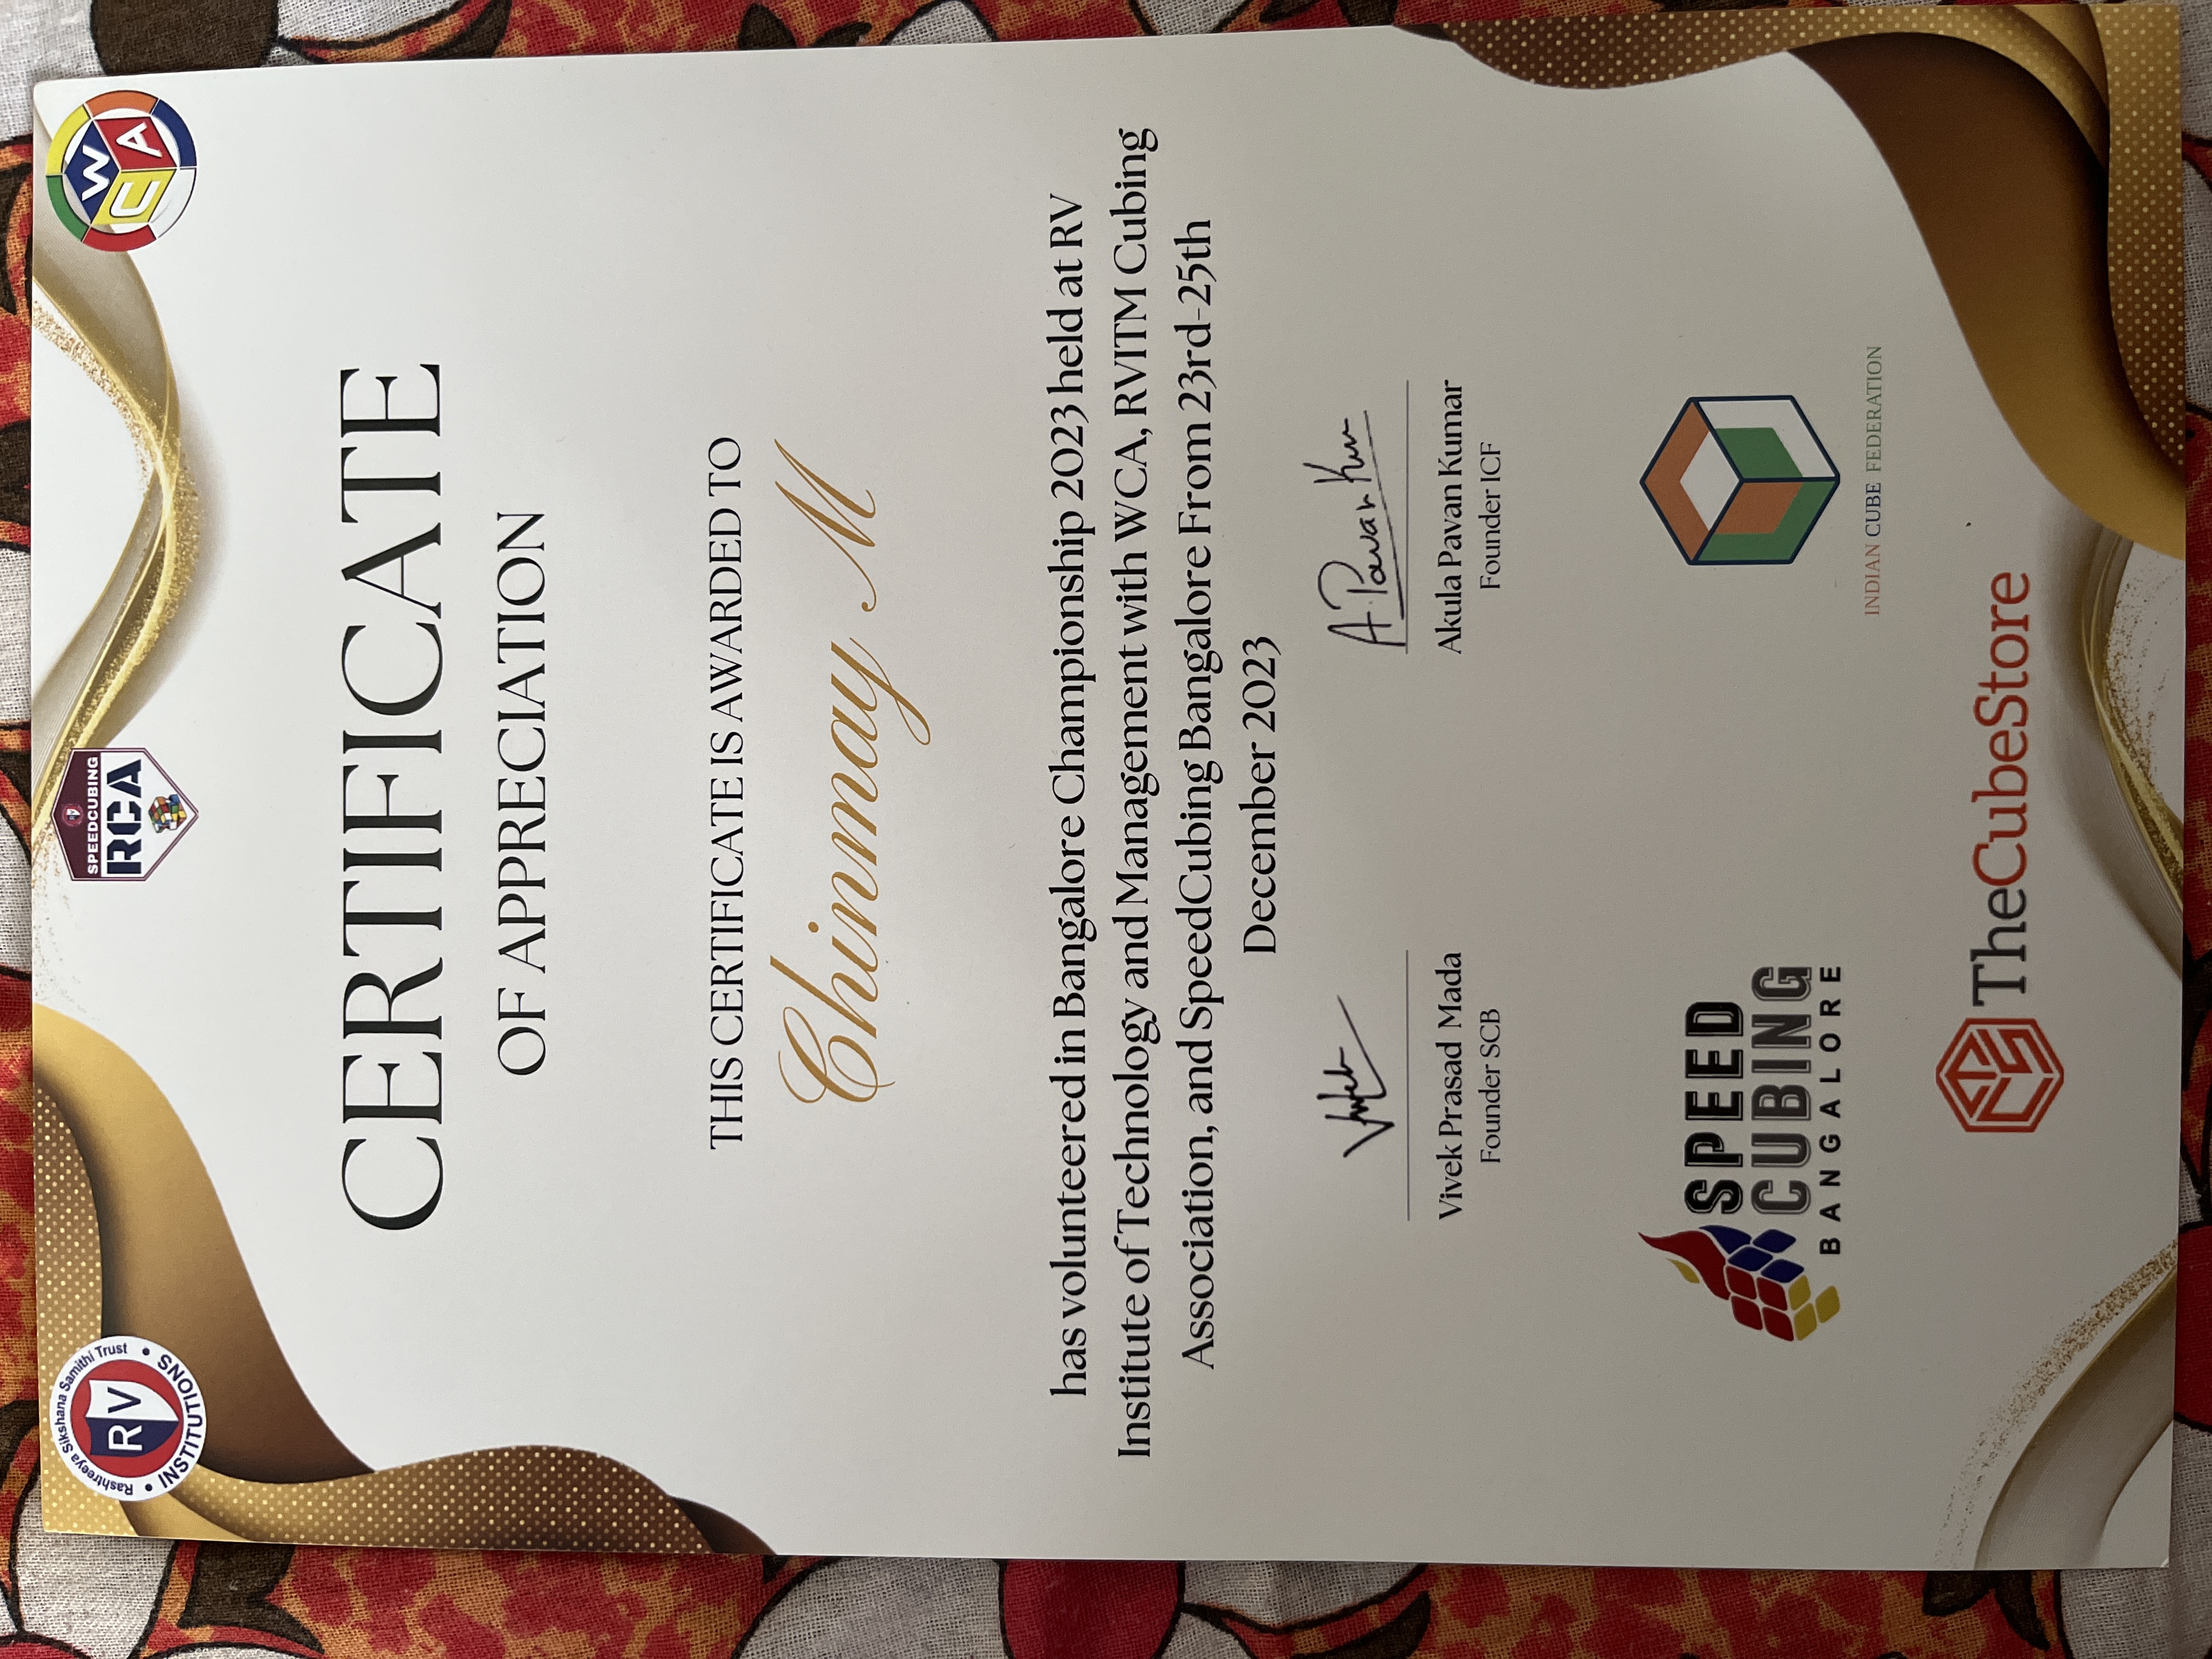 Rashtreeya Sikshana Samithi Trust
RV
• INSTITUTIONS •
RV
SPEEDCUBING
RCA
W
C A
CERTIFICATE
OF APPRECIATION
THIS CERTIFICATE IS AWARDED TO
Chinmay M
has volunteered in Bangalore Championship 2023 held at RV
Institute of Technology and Management with WCA, RVITM Cubing
Association, and SpeedCubing Bangalore From 23rd-25th
December 2023
Vivek
A. Pavan Kum
Vivek Prasad Mada
Akula Pavan Kumar
Founder SCB
Founder ICF
SPEED
CUBING
BANGALORE
INDIAN CUBE FEDERATION
TCS
TheCubeStore